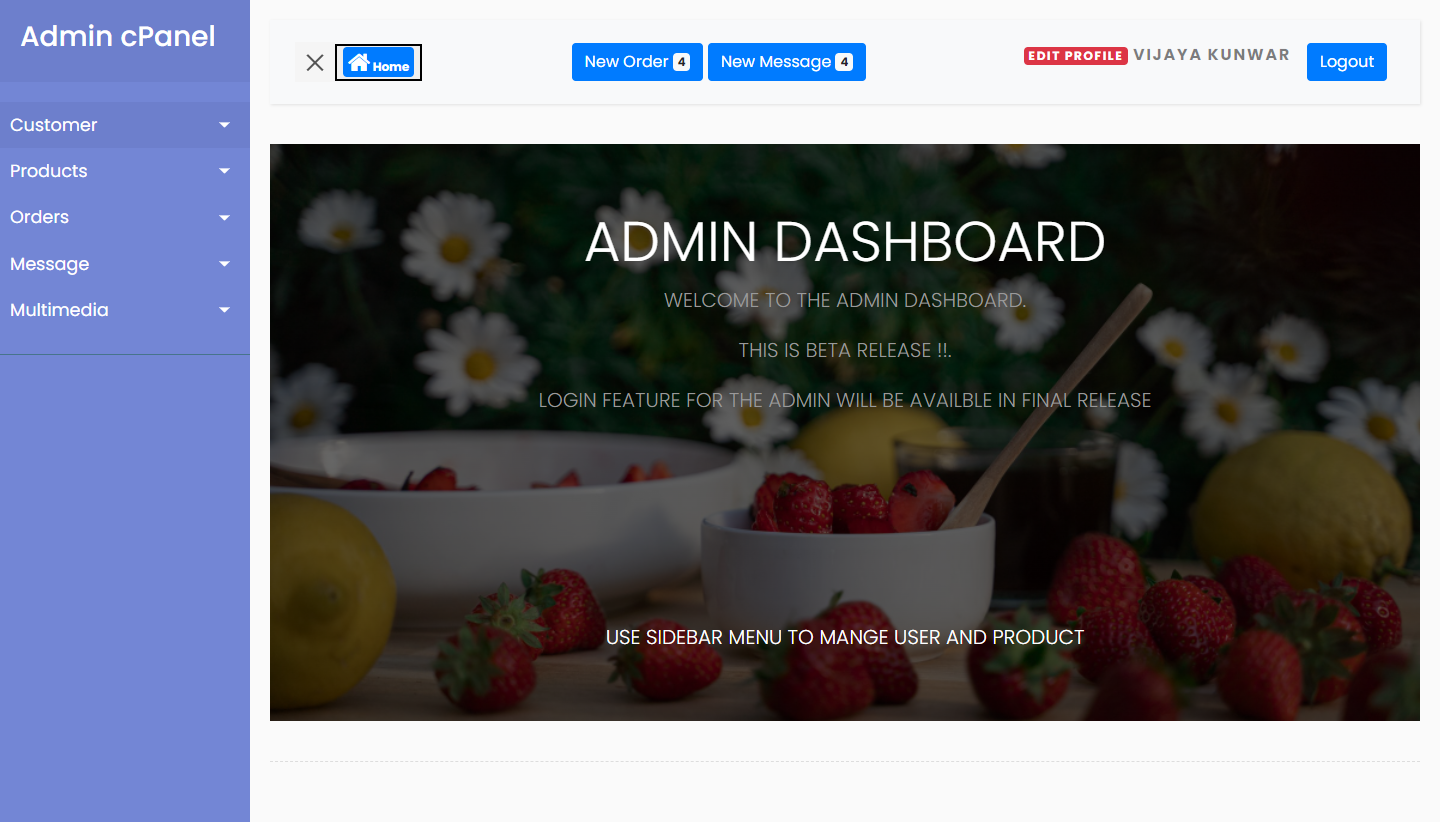 Admin cPanel
Home
New Order 4
New Message 4
EDIT PROFILE VIJAYA KUNWAR
Logout
Customer
Products
Orders
Message
Multimedia
ADMIN DASHBOARD
WELCOME TO THE ADMIN DASHBOARD.
THIS IS BETA RELEASE !!.
LOGIN FEATURE FOR THE ADMIN WILL BE AVAILBLE IN FINAL RELEASE
USE SIDEBAR MENU TO MANGE USER AND PRODUCT